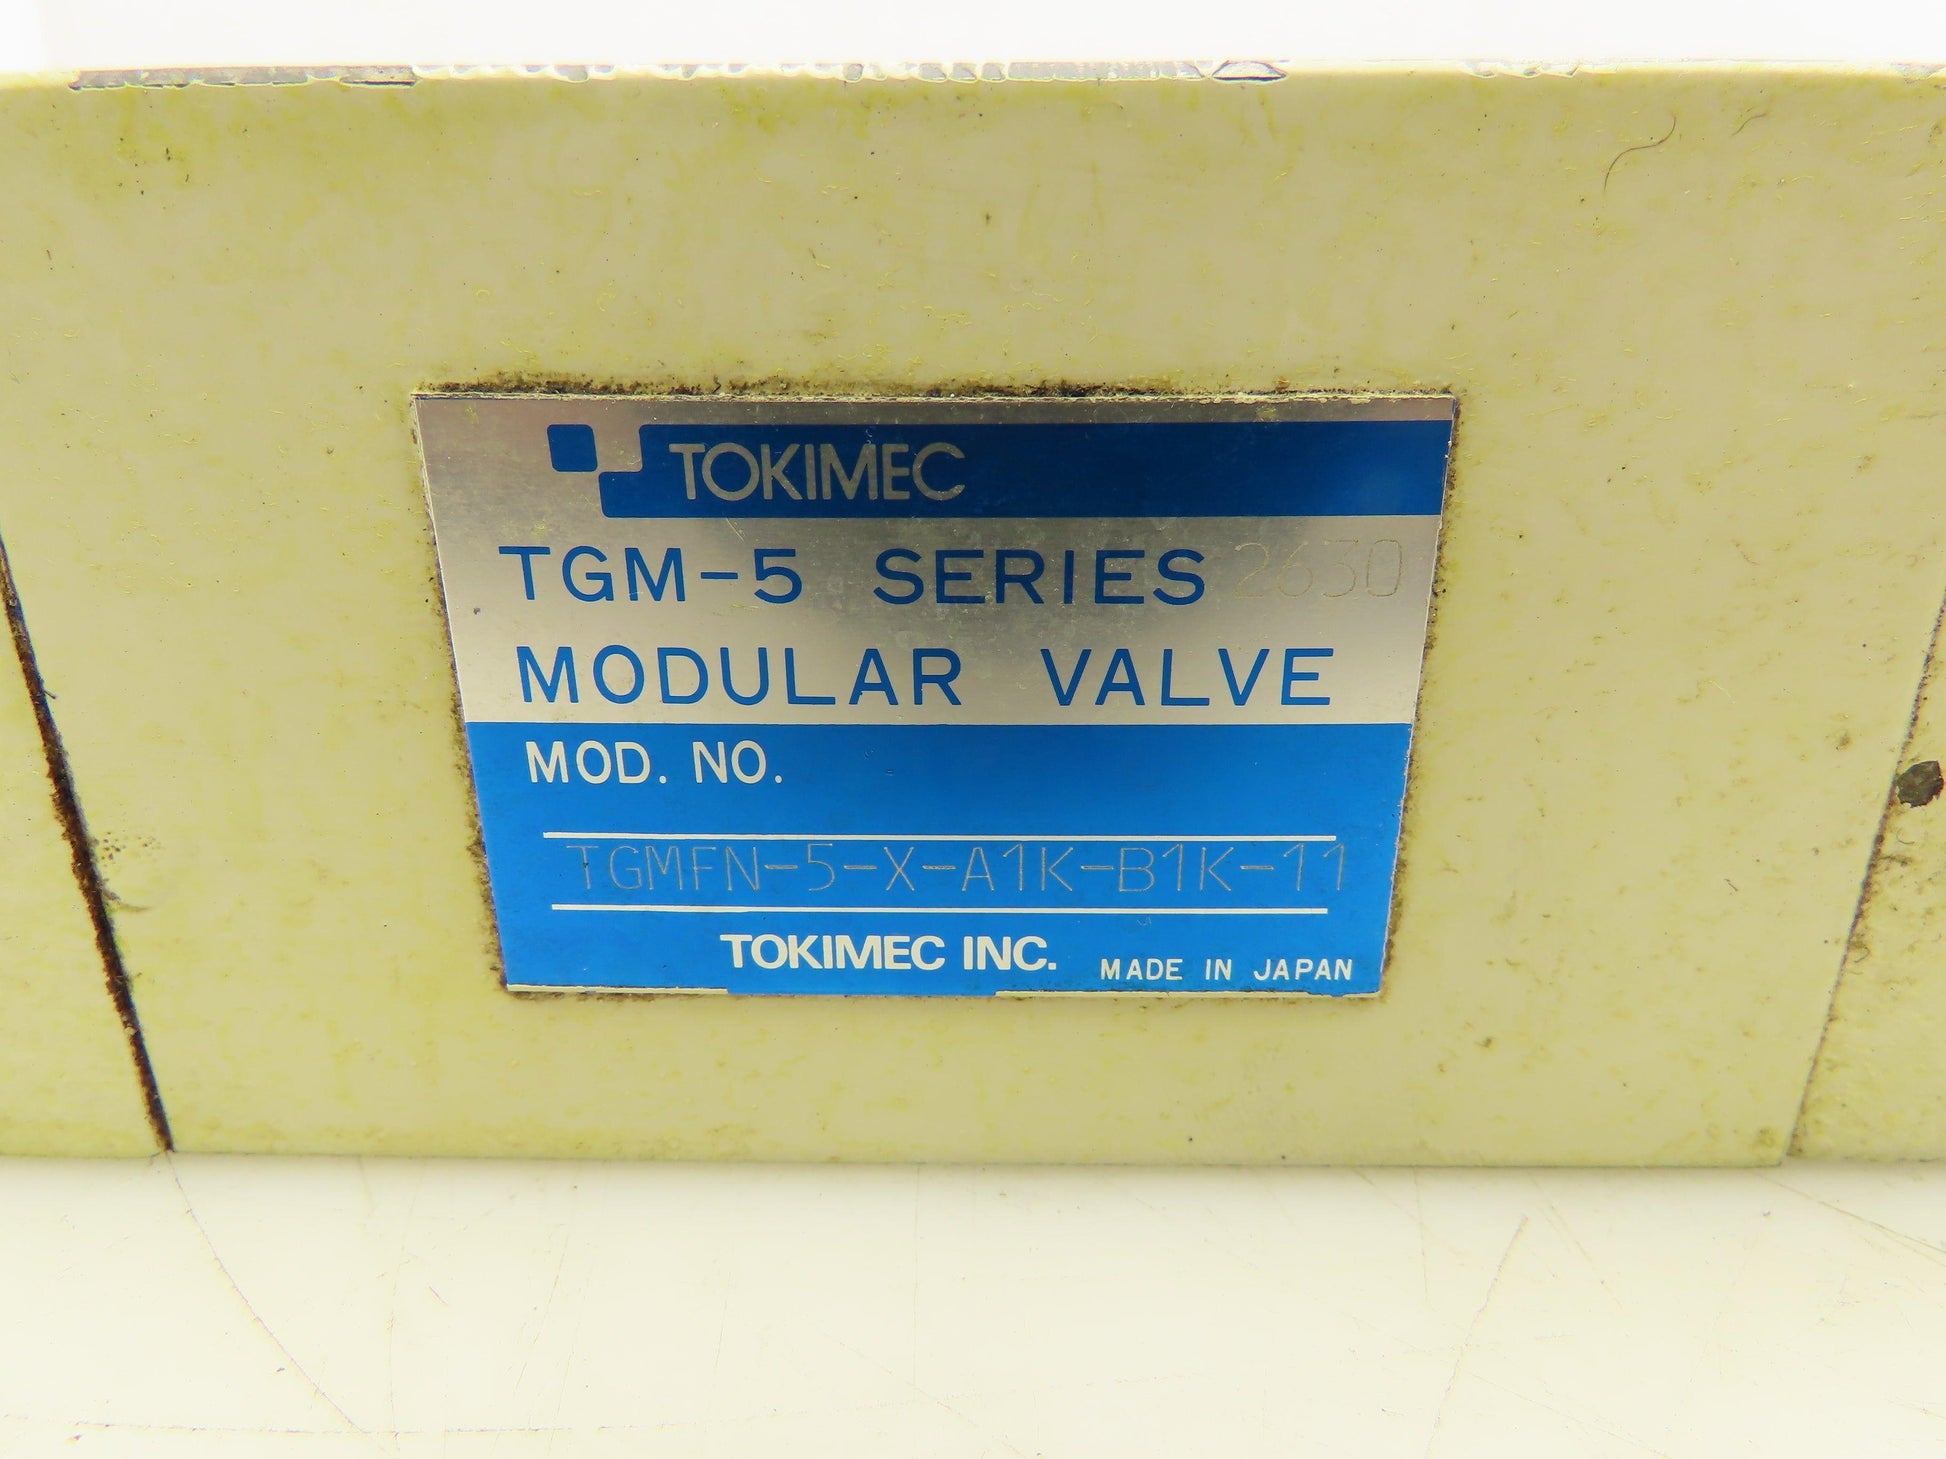 TOKIMEC
TGM-5 SERIES 2630
MODULAR VALVE
MOD. NO.
TGMFN-5-X-A1K-B1K-11
TOKIMEC INC. MADE IN JAPAN